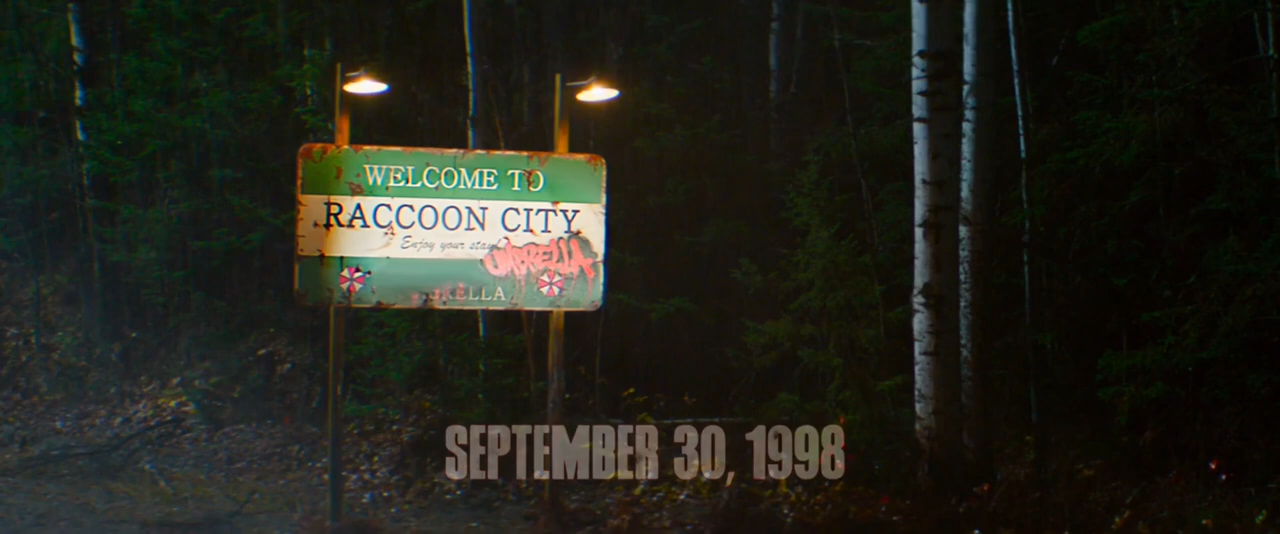 WELCOME TO
RACCOON CITY
Enjoy your stay!
UMBRELLA
SEPTEMBER 30, 1998